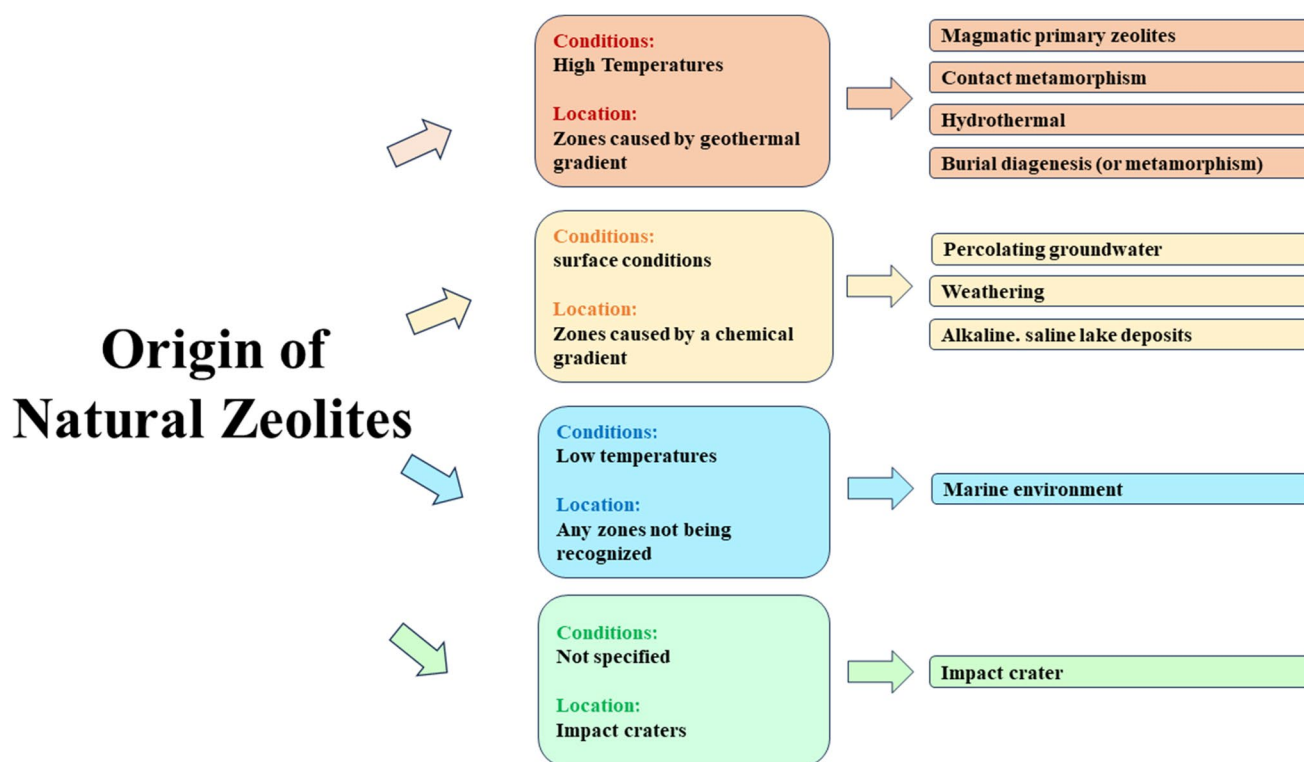 Origin of
Natural Zeolites
Conditions:
High Temperatures
Location:
Zones caused by geothermal
gradient
Magmatic primary zeolites
Contact metamorphism
Hydrothermal
Burial diagenesis (or metamorphism)
Conditions:
surface conditions
Location:
Zones caused by a chemical
gradient
Percolating groundwater
Weathering
Alkaline. saline lake deposits
Conditions:
Low temperatures
Location:
Any zones not being
recognized
Marine environment
Conditions:
Not specified
Location:
Impact craters
Impact crater